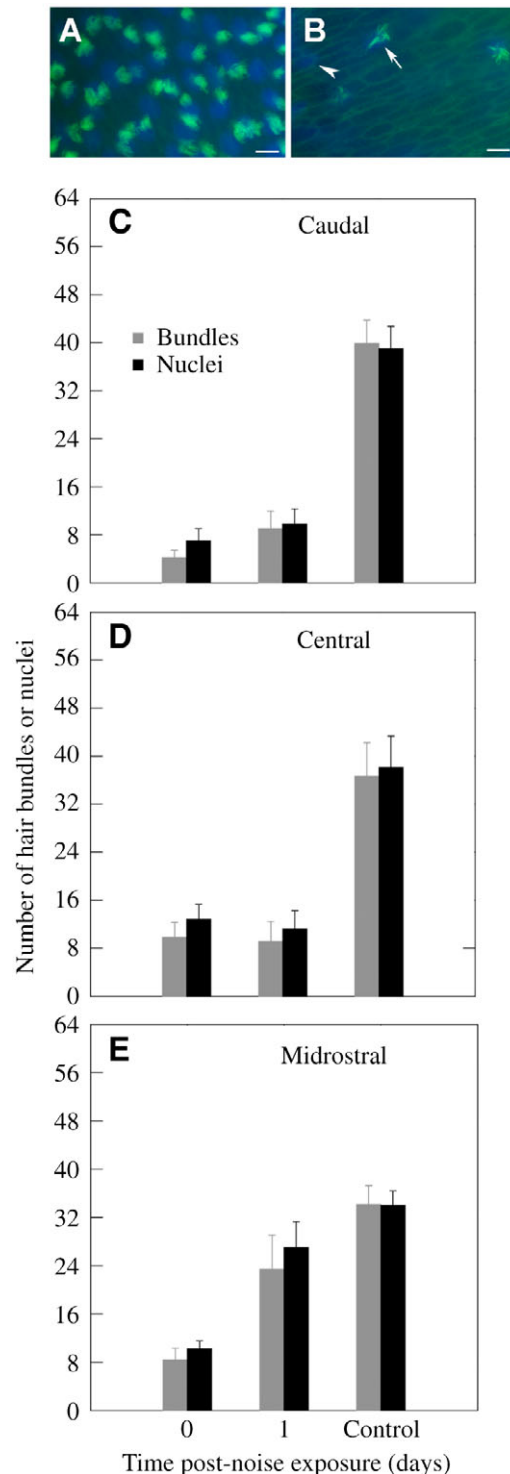 A
B
C
Caudal
64
56
48
40
32
24
16
8
0
Bundles
Nuclei
D
Central
64
56
48
40
32
24
16
8
0
Number of hair bundles or nuclei
E
Midrostral
64
56
48
40
32
24
16
8
0
0 1 Control
Time post-noise exposure (days)